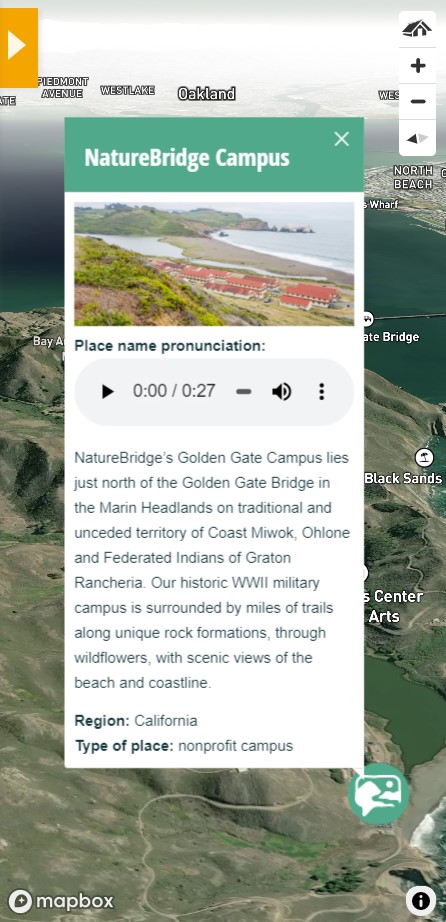 PIEDMONT
AVENUE
WESTLAKE
Oakland
NORTH
BEACH
s Wharf
NatureBridge Campus
Place name pronunciation:
0:00 / 0:27
ate Bridge
Black Sands
NatureBridge’s Golden Gate Campus lies
just north of the Golden Gate Bridge in
the Marin Headlands on traditional and
unceded territory of Coast Miwok, Ohlone
and Federated Indians of Graton
Rancheria. Our historic WWII military
campus is surrounded by miles of trails
along unique rock formations, through
wildflowers, with scenic views of the
beach and coastline.
s Center
Arts
Region: California
Type of place: nonprofit campus
mapbox